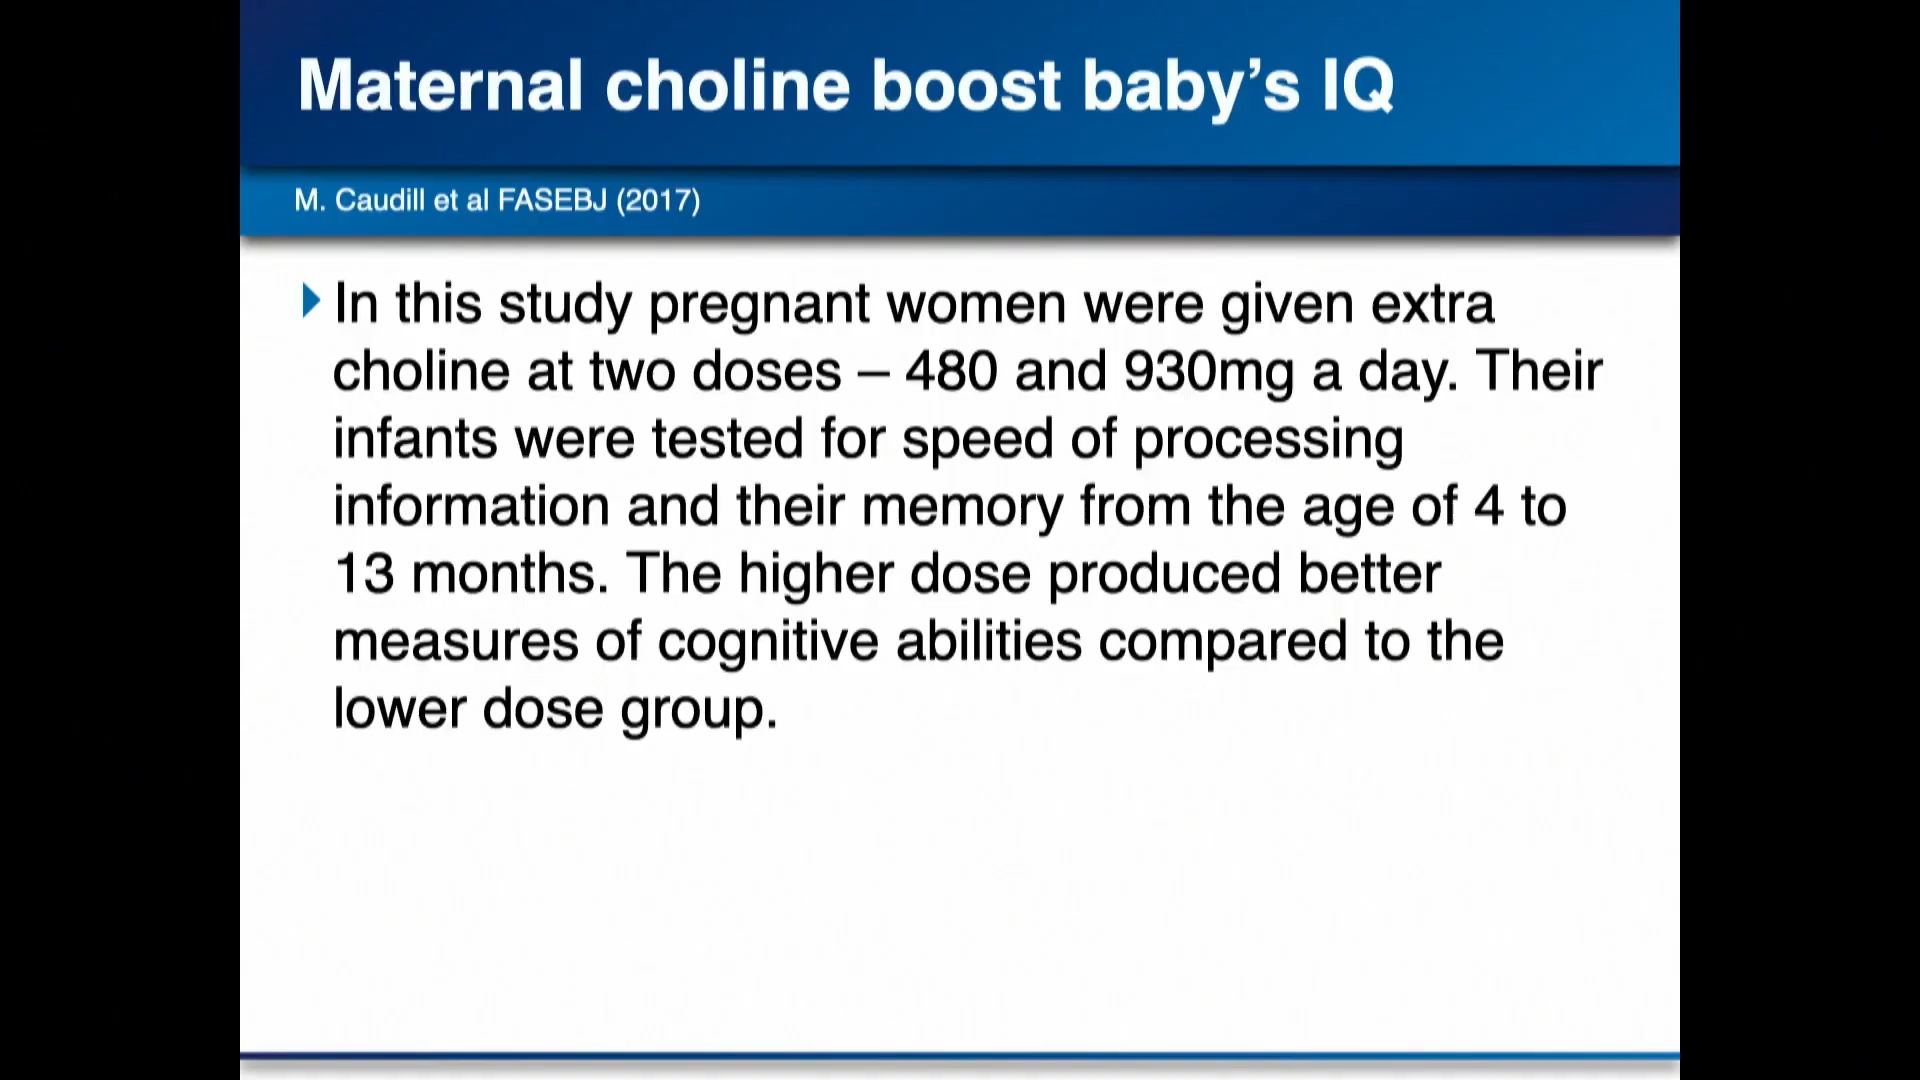 Maternal choline boost baby’s IQ
M. Caudill et al FASEBJ (2017)
In this study pregnant women were given extra
choline at two doses – 480 and 930mg a day. Their
infants were tested for speed of processing
information and their memory from the age of 4 to
13 months. The higher dose produced better
measures of cognitive abilities compared to the
lower dose group.